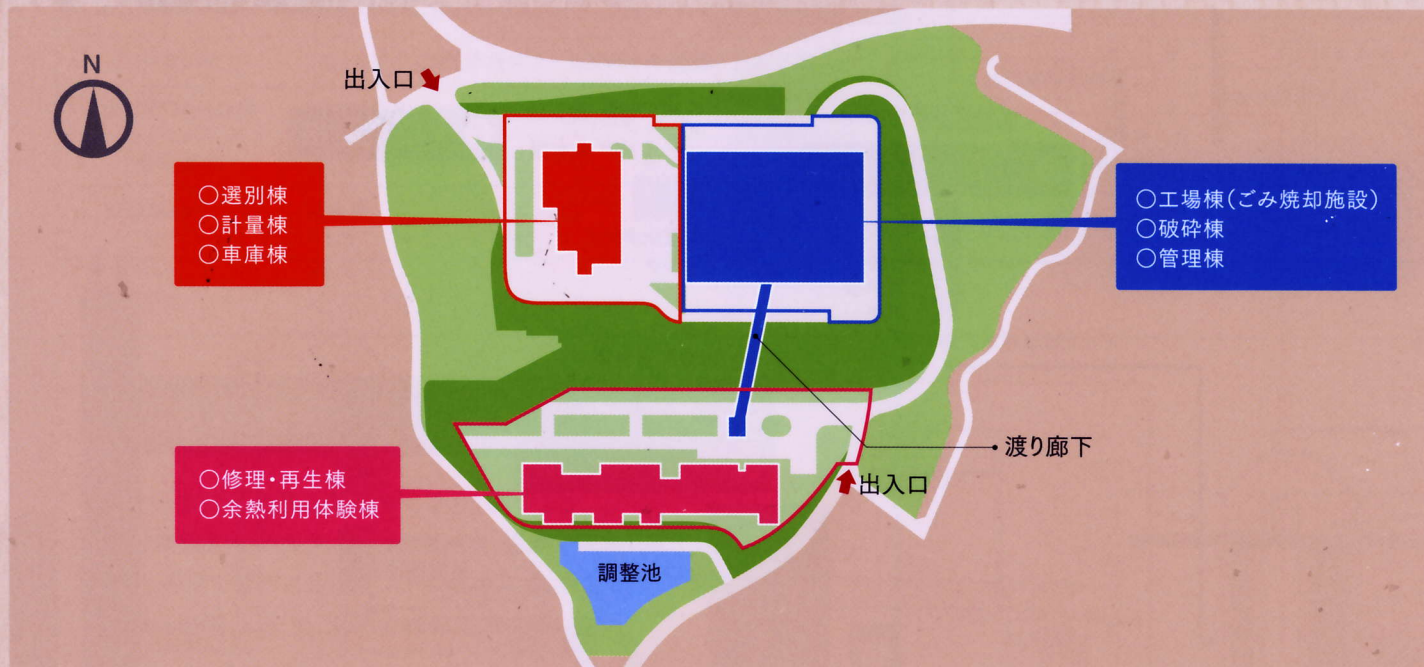 N
出入口
○選別棟
○計量棟
○車庫棟
○工場棟(ごみ焼却施設)
○破砕棟
○管理棟
渡り廊下
○修理・再生棟
○余熱利用体験棟
出入口
調整池